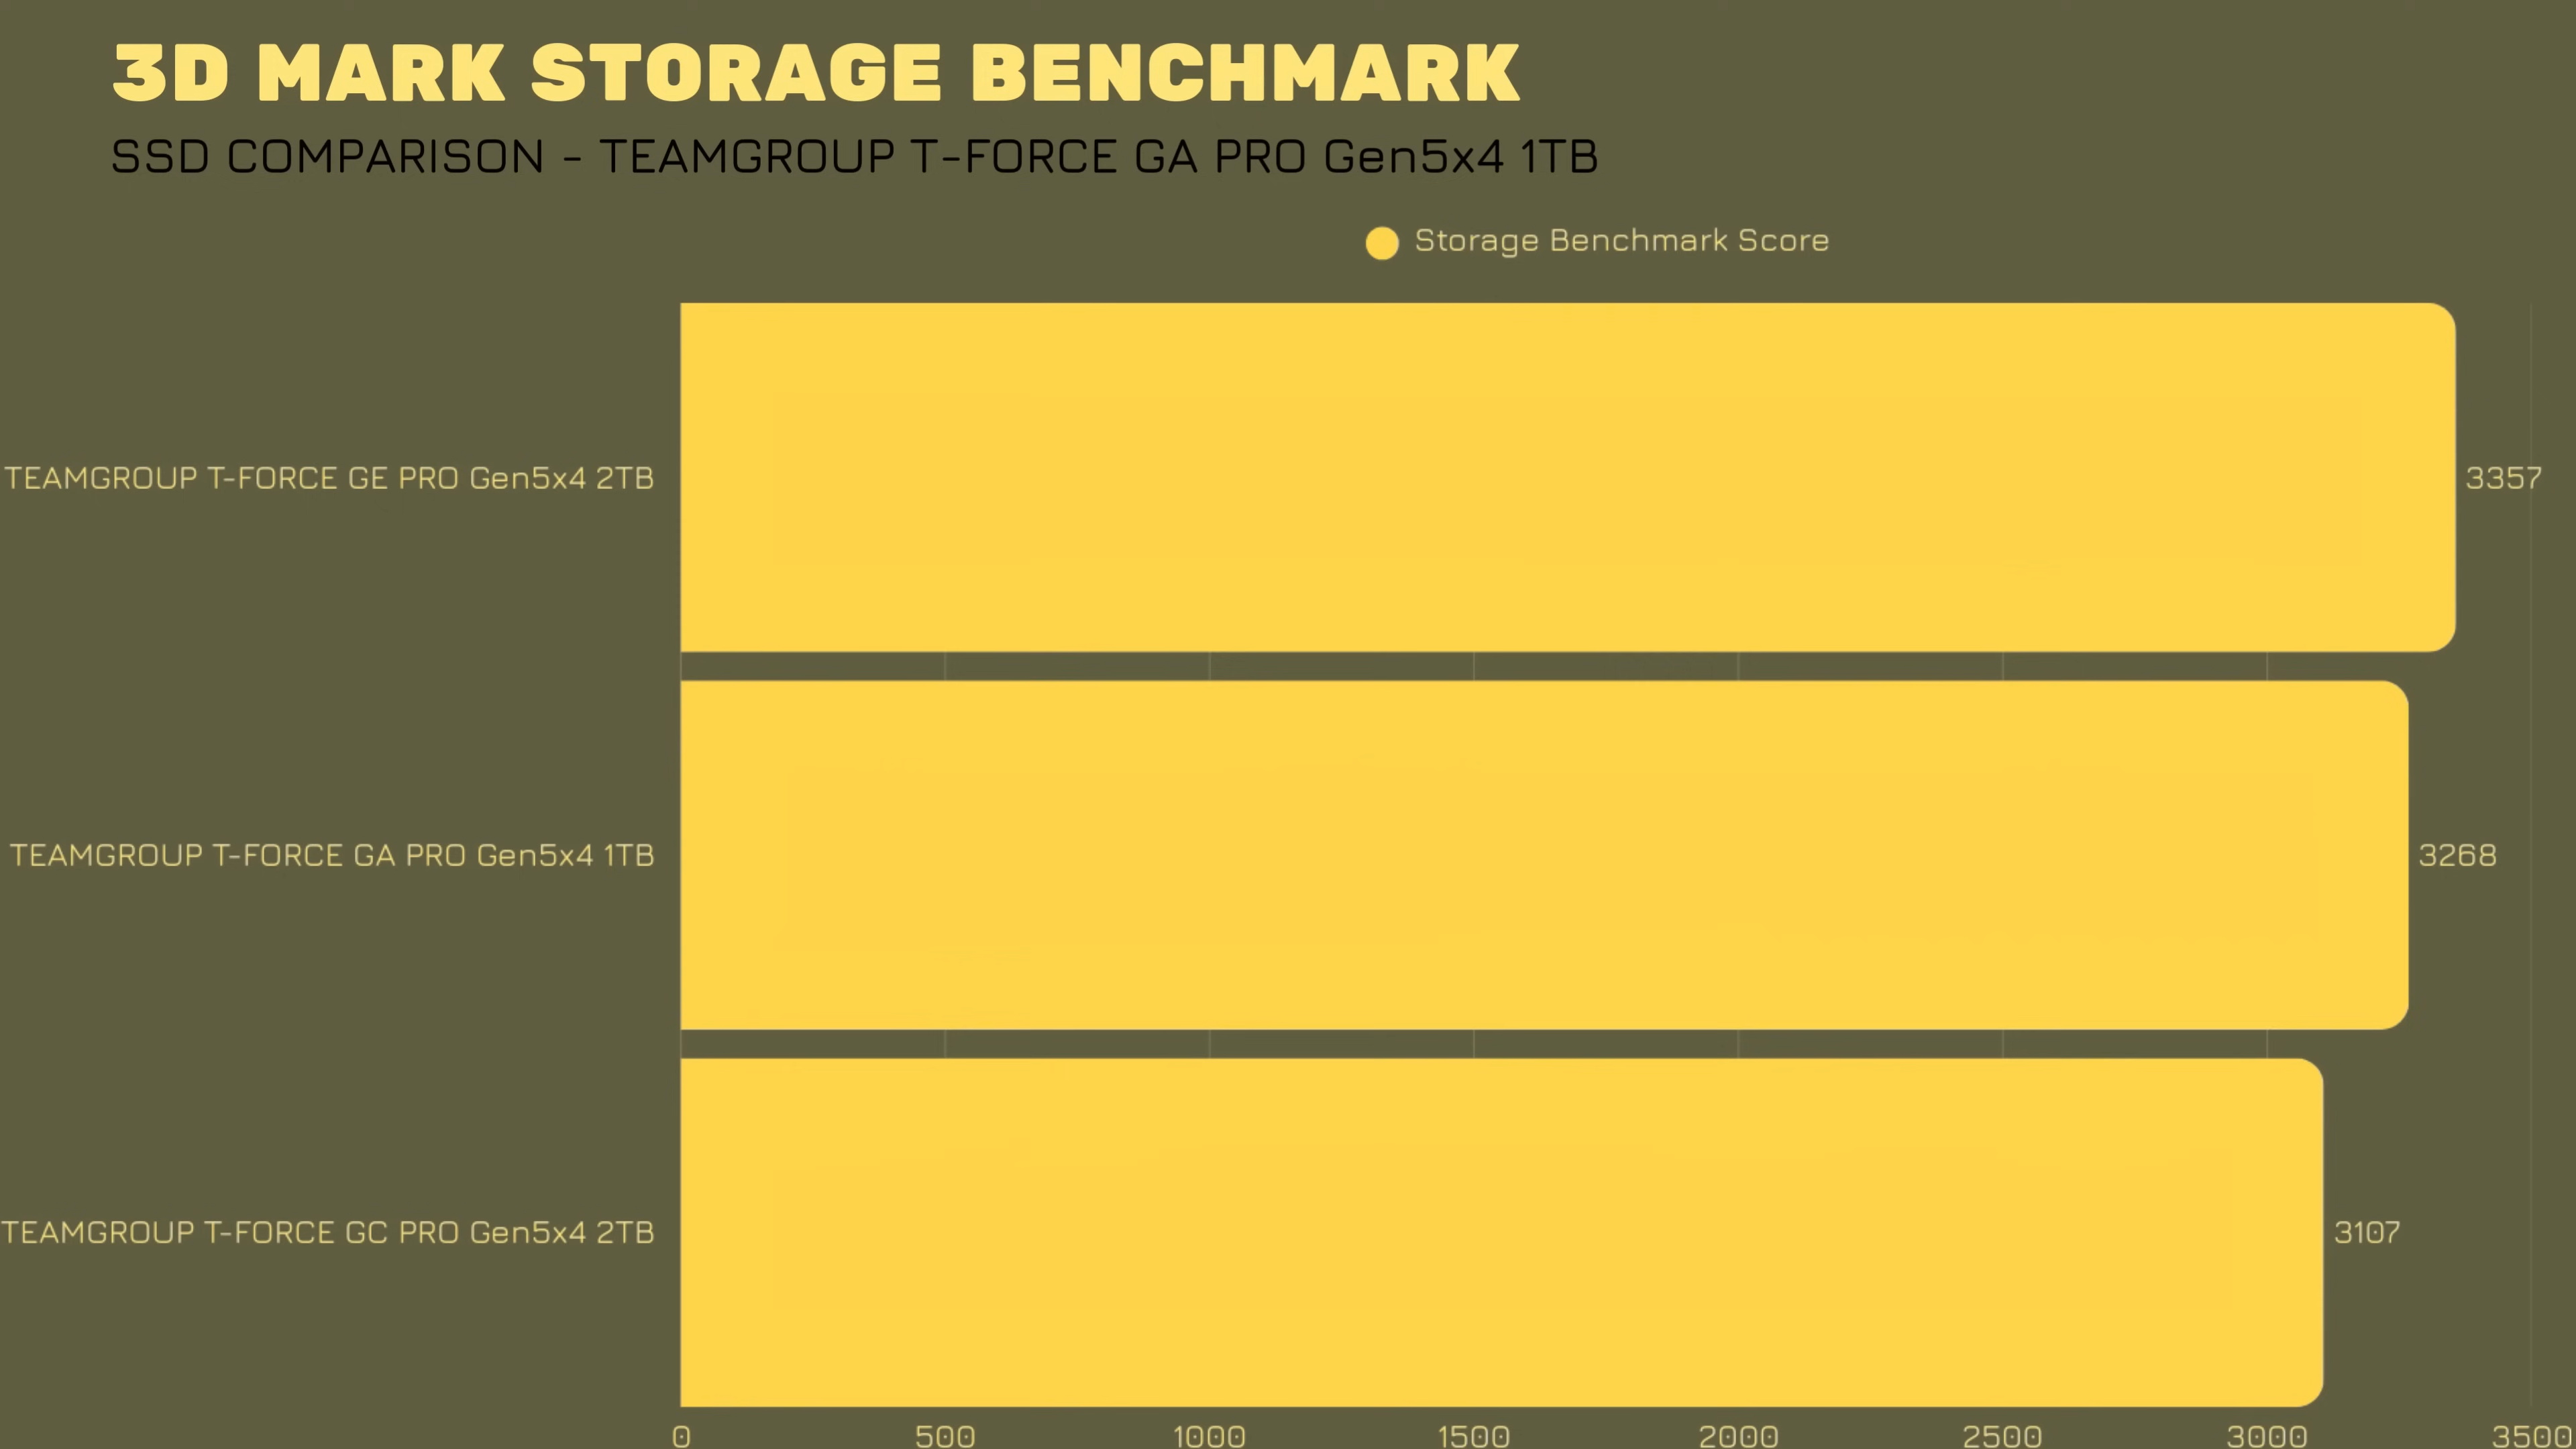 3D MARK STORAGE BENCHMARK
SSD COMPARISON - TEAMGROUP T-FORCE GA PRO Gen5x4 1TB
Storage Benchmark Score
TEAMGROUP T-FORCE GE PRO Gen5x4 2TB 3357
TEAMGROUP T-FORCE GA PRO Gen5x4 1TB 3268
TEAMGROUP T-FORCE GC PRO Gen5x4 2TB 3107
0 500 1000 1500 2000 2500 3000 3500